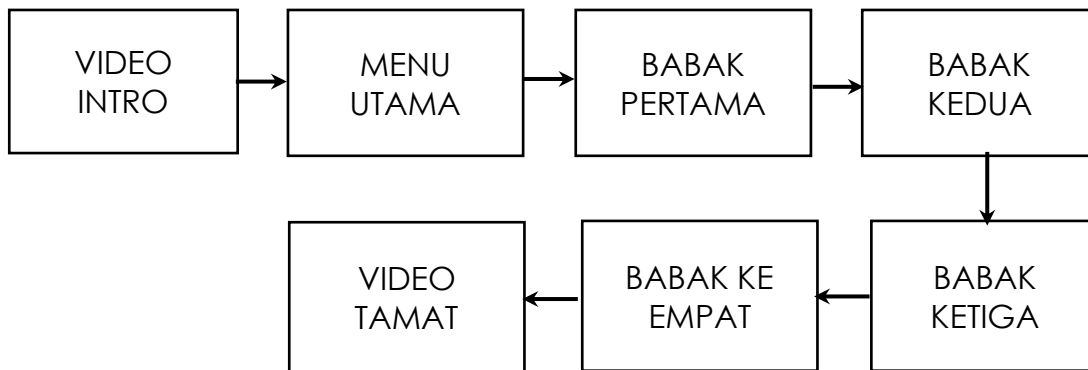 VIDEO
INTRO
MENU
UTAMA
BABAK
PERTAMA
BABAK
KEDUA
VIDEO
TAMAT
BABAK KE
EMPAT
BABAK
KETIGA